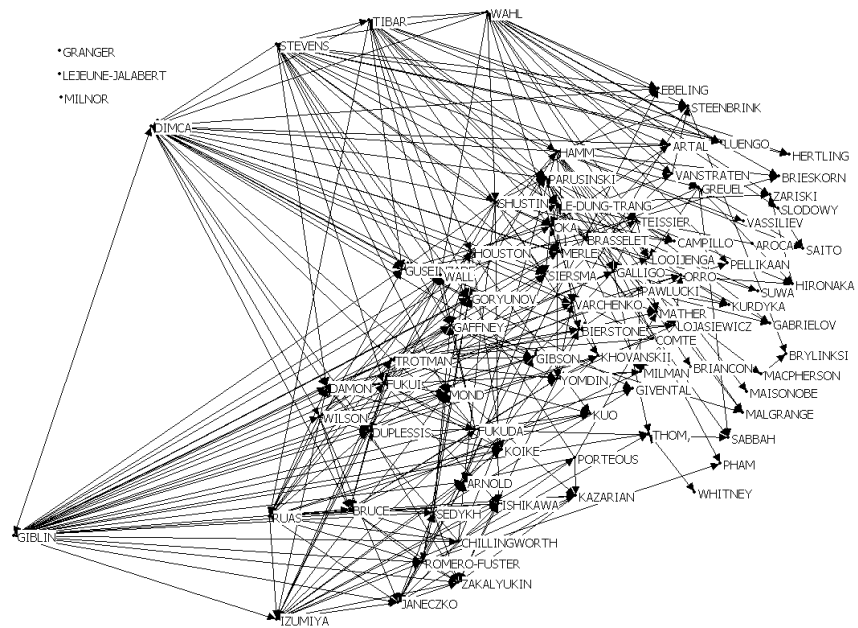 WAHL
TIBAR
STEVENS
GRANGER
LEJEUNE-JALABERT
MILNOR
EBELING
STEENBRINK
DIMCA
LUENGO
ARTAL
HAMM
HERTLING
VANSTRATEN
BRIESKORN
PARUSINSKI
GREUEL
ZARISKI
SHUSTIN
LE-DUNG-TRANG
SLODOWY
TEISSIER
VASSILIEV
OKA
BRASSELET
CAMPILLO
AROCA
SAITO
HOUSTON
MERLE
LOOIJENGA
PELLIKAAN
WALL
SIERSMA
GALLIGO
ORRO
HIRONAKA
PAWLUCKI
SUWA
GORYUNOV
VARCHENKO
KURDYKA
MATHER
GABRIELOV
GAFFNEY
BIERSTONE
LOJASIEWICZ
COMTE
TROTMAN
GIBSON
KHOVANSKII
BRYLINKSI
BRIANCON
MILMAN
MACPHERSON
DAMON
FUKUI
YOMDIN,
MOND
GIVENTAL
MAISONOBE
WILSON
KUO
MALGRANGE
DUPLESSIS
FUKUDA
THOM,
SABBAH
KOIKE
PORTEOUS
PHAM
ARNOLD
WHITNEY
KAZARIAN
ISHIKAWA
RUAS
BRUCE
SEDYKH
GIBLIN
CHILLINGWORTH
ROMERO-FUSTER
ZAKALYUKIN
JANECZKO
IZUMIYA